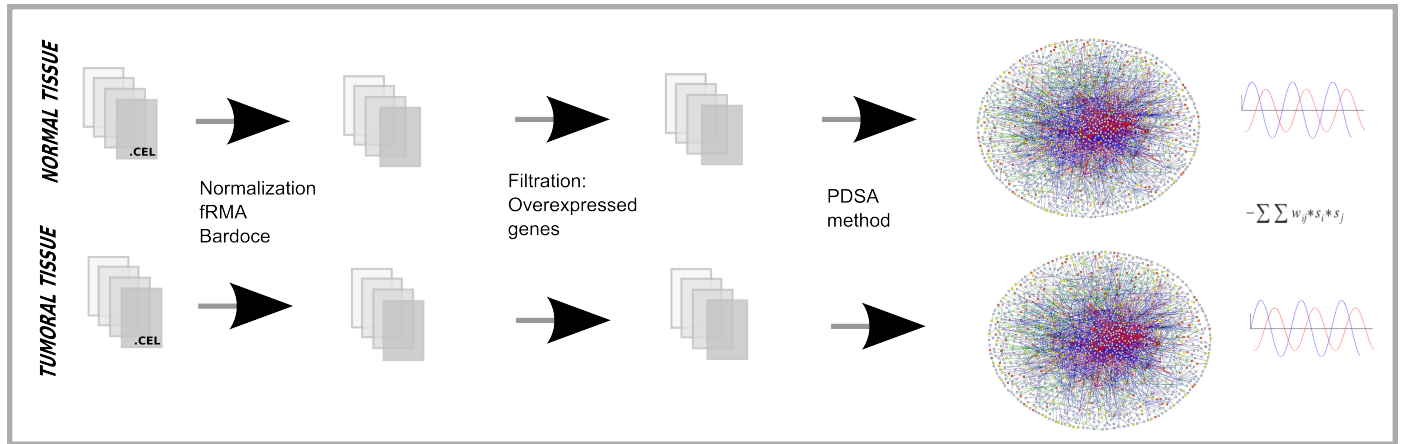 NORMAL TISSUE
.CEL
Normalization
fRMA
Bardoce
Filtration:
Overexpressed
genes
PDSA
method
−∑ ∑ w_ij*s_i*s_j
TUMORAL TISSUE
.CEL